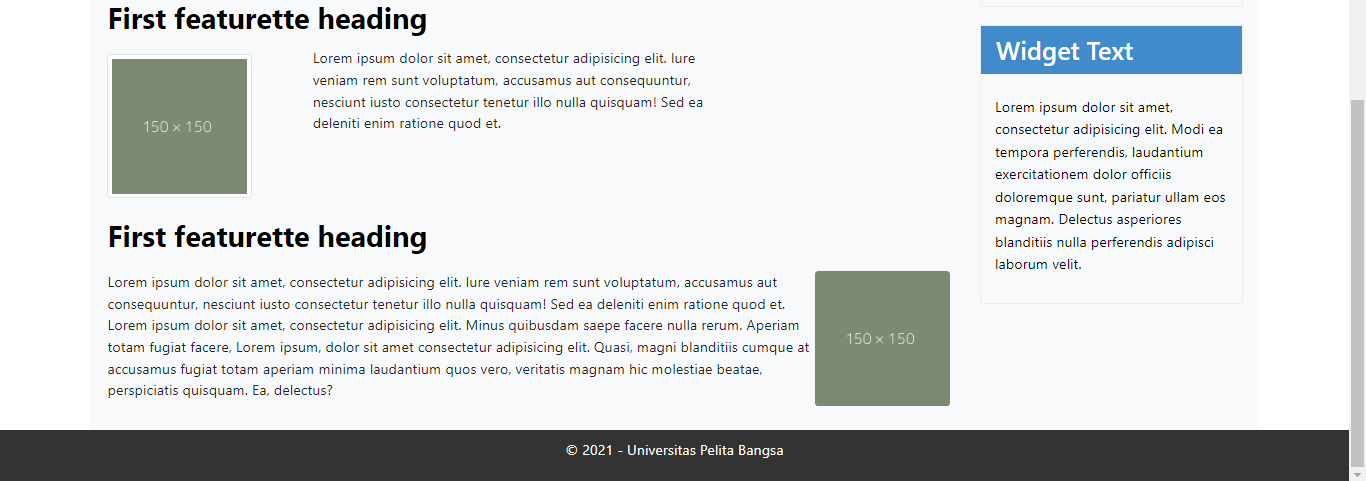 First featurette heading
150 × 150
Lorem ipsum dolor sit amet, consectetur adipisicing elit. Iure
veniam rem sunt voluptatum, accusamus aut consequuntur,
nesciunt iusto consectetur tenetur illo nulla quisquam! Sed ea
deleniti enim ratione quod et.
First featurette heading
Lorem ipsum dolor sit amet, consectetur adipisicing elit. Iure veniam rem sunt voluptatum, accusamus aut
consequuntur, nesciunt iusto consectetur tenetur illo nulla quisquam! Sed ea deleniti enim ratione quod et.
Lorem ipsum dolor sit amet, consectetur adipisicing elit. Minus quibusdam saepe facere nulla rerum. Aperiam
totam fugiat facere, Lorem ipsum, dolor sit amet consectetur adipisicing elit. Quasi, magni blanditiis cumque at
accusamus fugiat totam aperiam minima laudantium quos vero, veritatis magnam hic molestiae beatae,
perspiciatis quisquam. Ea, delectus?
150 × 150
Widget Text
Lorem ipsum dolor sit amet,
consectetur adipisicing elit. Modi ea
tempora perferendis, laudantium
exercitationem dolor officiis
doloremque sunt, pariatur ullam eos
magnam. Delectus asperiores
blanditiis nulla perferendis adipisci
laborum velit.
© 2021 - Universitas Pelita Bangsa